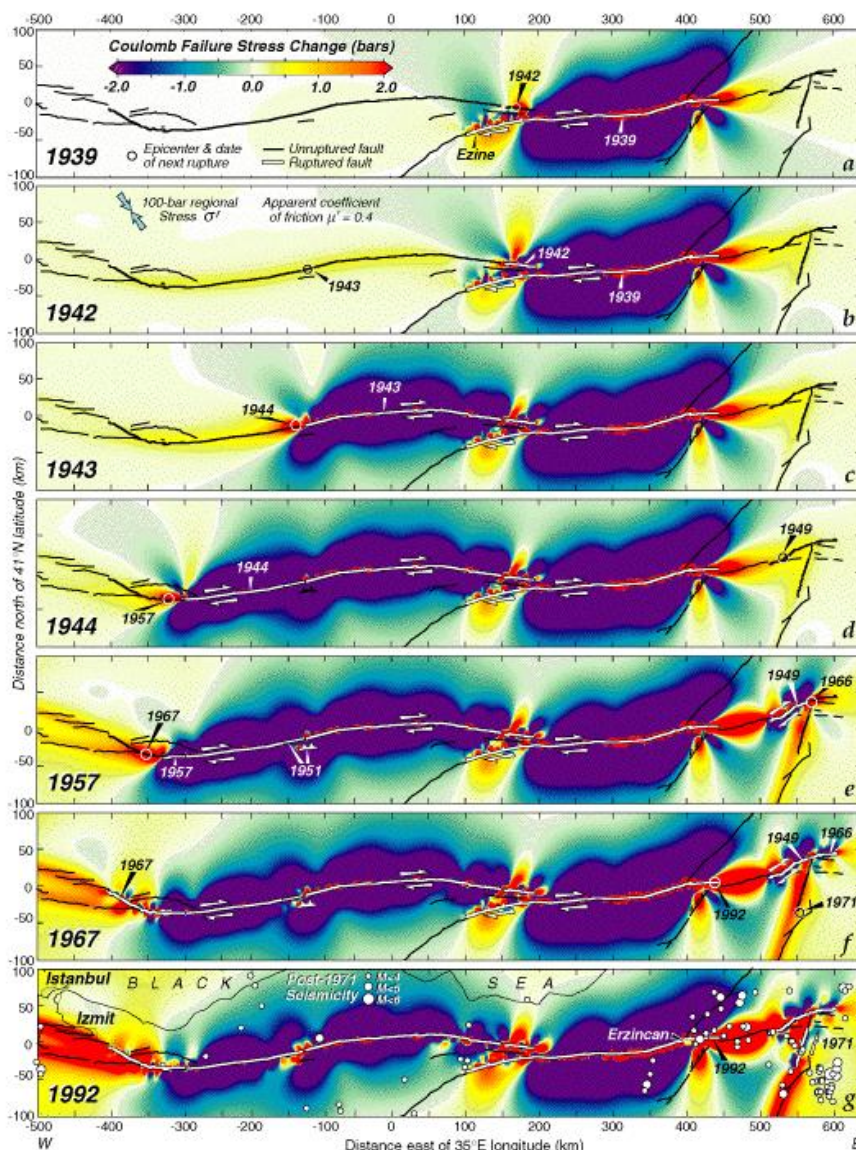 -500 -400 -300 -200 -100 0 100 200 300 400 500 600
Coulomb Failure Stress Change (bars)
-2.0 -1.0 0.0 1.0 2.0
100
50
0
-50
-100
1942
Epicenter & date of next rupture
Unruptured fault
Ruptured fault
Ezine
1939
1939
a
100
50
0
-50
-100
100-bar regional Stress σr
Apparent coefficient of friction μ' = 0.4
1943
1942
1939
1942
b
1944
1943
1943
c
Distance north of 41°N latitude (km)
1957
1944
1949
1944
d
100
50
0
-50
-100
1967
1957
1951
1949
1966
1957
e
100
50
0
-50
-100
1967
1949
1966
1992
1971
1967
f
100
50
0
-50
-100
Istanbul
B L A C K
S E A
Post-1971 Seismicity
M<4
M<5
M<6
Izmit
Erzincan
1992
1971
1992
g
-500 -400 -300 -200 -100 0 100 200 300 400 500 600
W
Distance east of 35°E longitude (km)